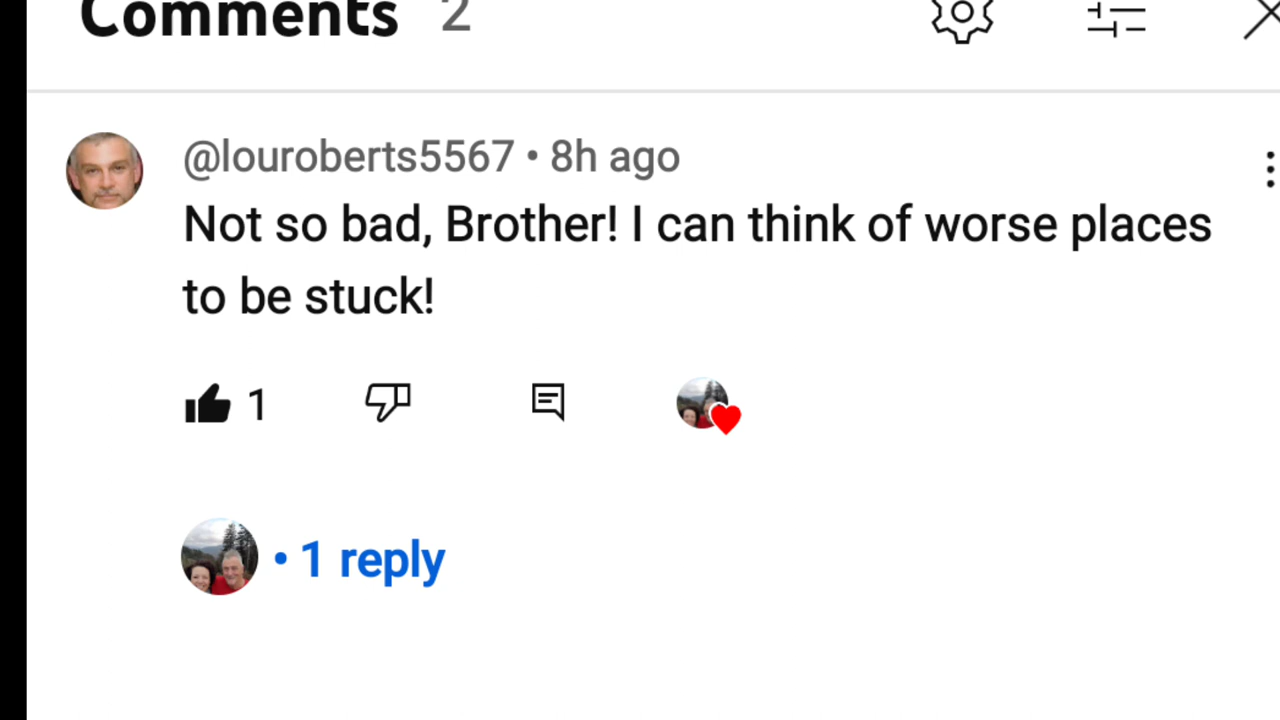 Comments 2
@louroberts5567 • 8h ago
Not so bad, Brother! I can think of worse places
to be stuck!
1
• 1 reply